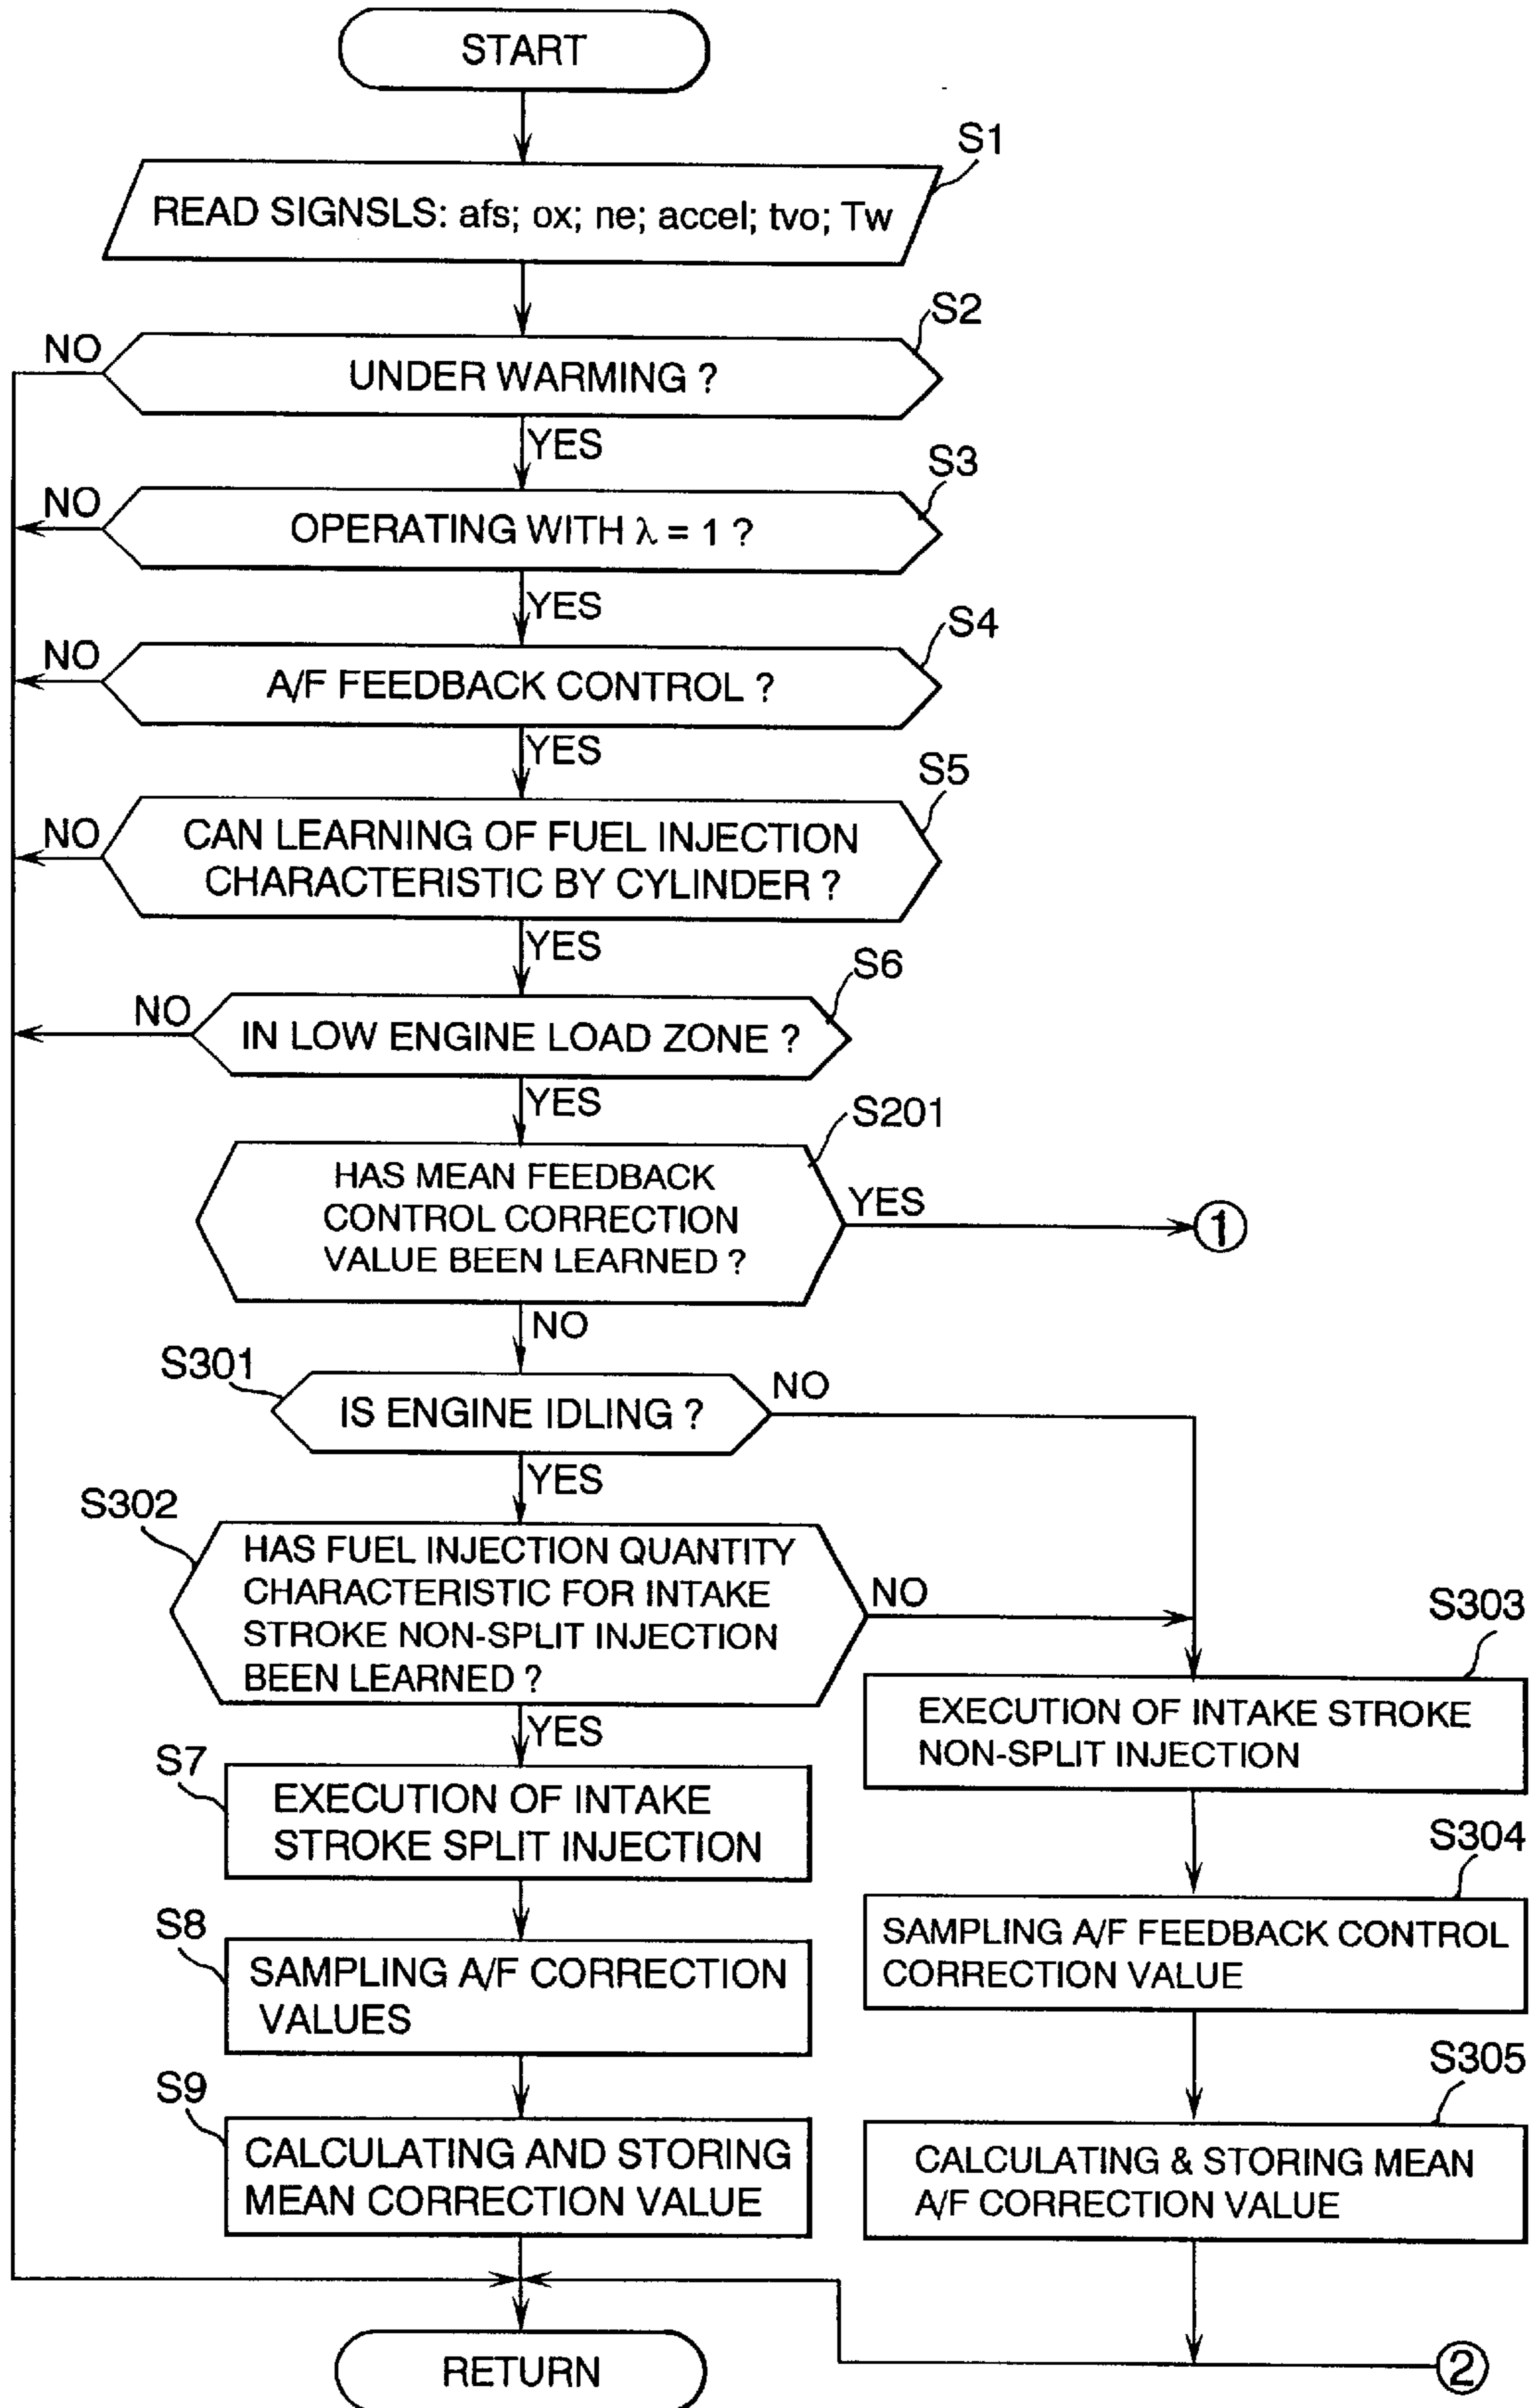 START
S1
READ SIGNSLS: afs; ox; ne; accel; tvo; Tw
S2
NO
UNDER WARMING ?
YES
S3
NO
OPERATING WITH λ = 1 ?
YES
S4
NO
A/F FEEDBACK CONTROL ?
YES
S5
NO
CAN LEARNING OF FUEL INJECTION
CHARACTERISTIC BY CYLINDER ?
YES
S6
NO
IN LOW ENGINE LOAD ZONE ?
YES
S201
HAS MEAN FEEDBACK
CONTROL CORRECTION
VALUE BEEN LEARNED ?
YES
1
NO
S301
IS ENGINE IDLING ?
NO
YES
S302
HAS FUEL INJECTION QUANTITY
CHARACTERISTIC FOR INTAKE
STROKE NON-SPLIT INJECTION
BEEN LEARNED ?
NO
YES
S303
EXECUTION OF INTAKE STROKE
NON-SPLIT INJECTION
S7
EXECUTION OF INTAKE
STROKE SPLIT INJECTION
S304
SAMPLING A/F FEEDBACK CONTROL
CORRECTION VALUE
S8
SAMPLING A/F CORRECTION
VALUES
S305
CALCULATING & STORING MEAN
A/F CORRECTION VALUE
S9
CALCULATING AND STORING
MEAN CORRECTION VALUE
RETURN
2